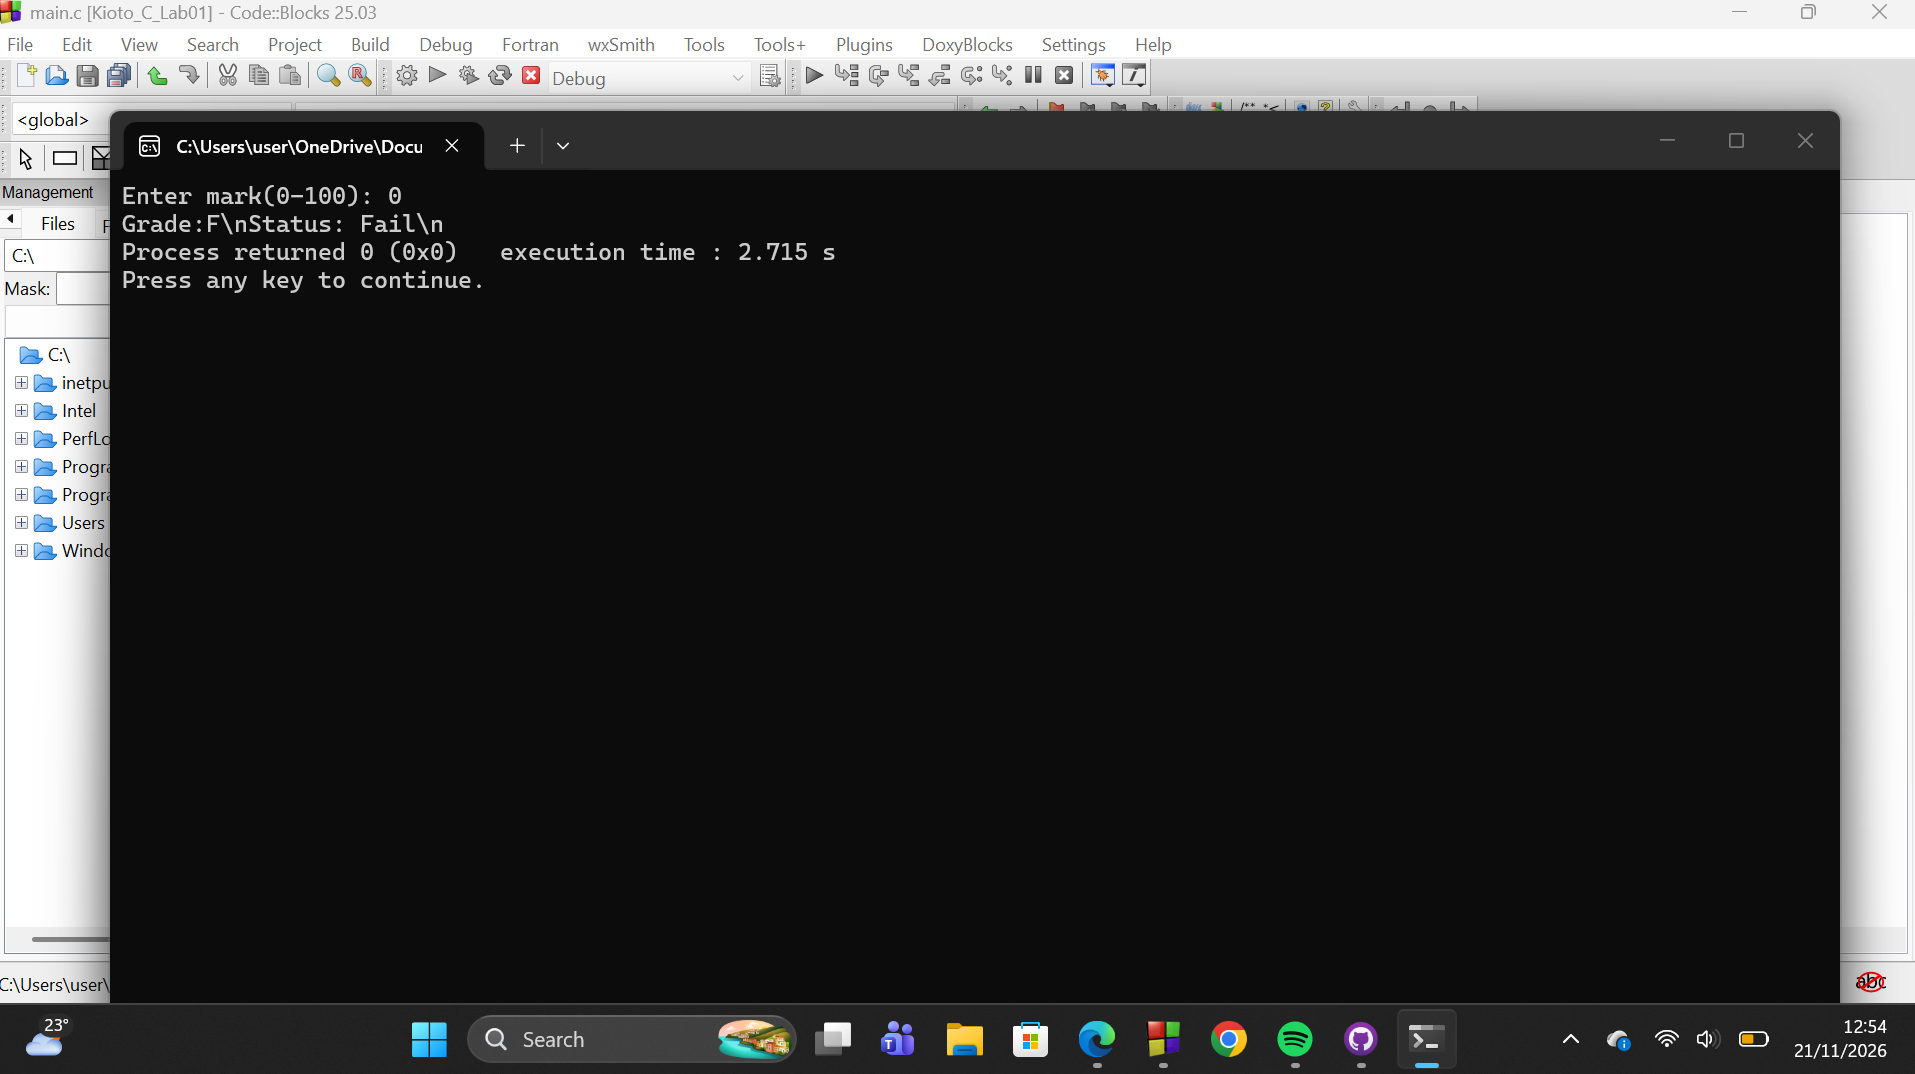 main.c [Kioto_C_Lab01] - Code::Blocks 25.03
File Edit View Search Project Build Debug Fortran wxSmith Tools Tools+ Plugins DoxyBlocks Settings Help
Debug
<global>
C:\Users\user\OneDrive\Docu
Management
Files
C:\
Mask:
C:\
inetpu
Intel
PerfLo
Progra
Progra
Users
Windo
C:\Users\user\
Enter mark(0-100): 0
Grade:F\nStatus: Fail\n
Process returned 0 (0x0)   execution time : 2.715 s
Press any key to continue.
abc
23°
Search
12:54
21/11/2026